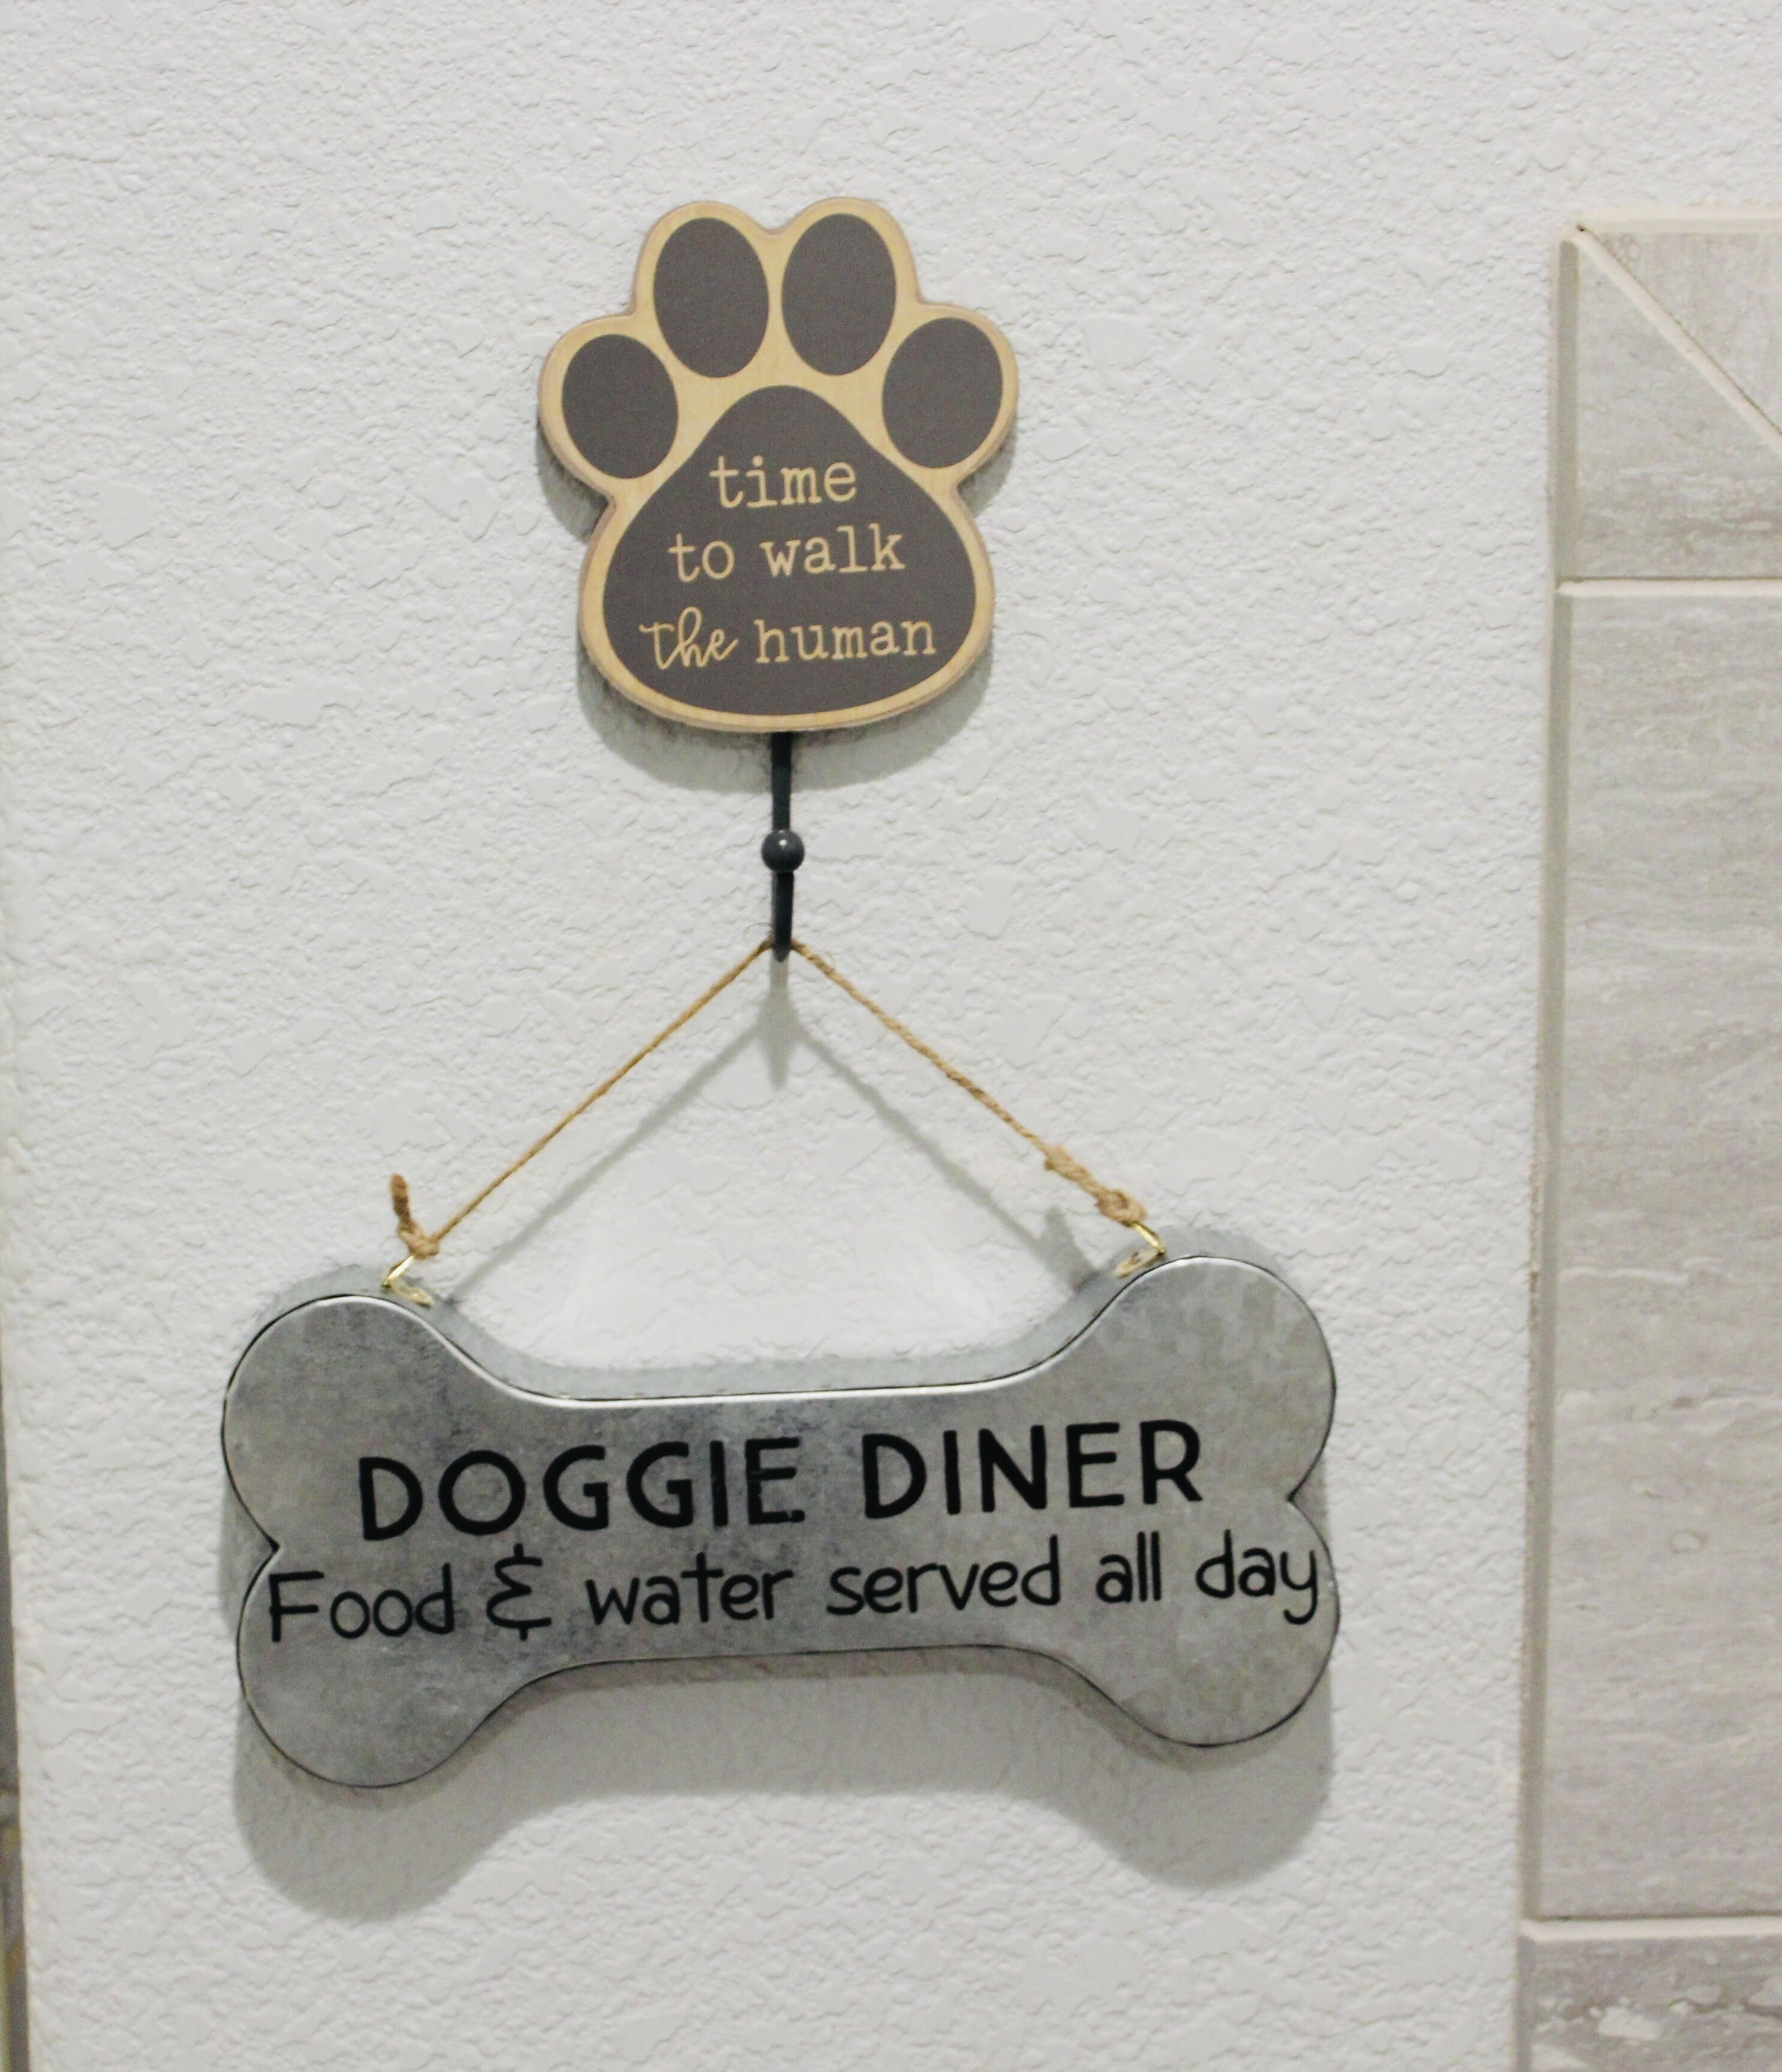 time
to walk
the human
DOGGIE DINER
Food & water served all day